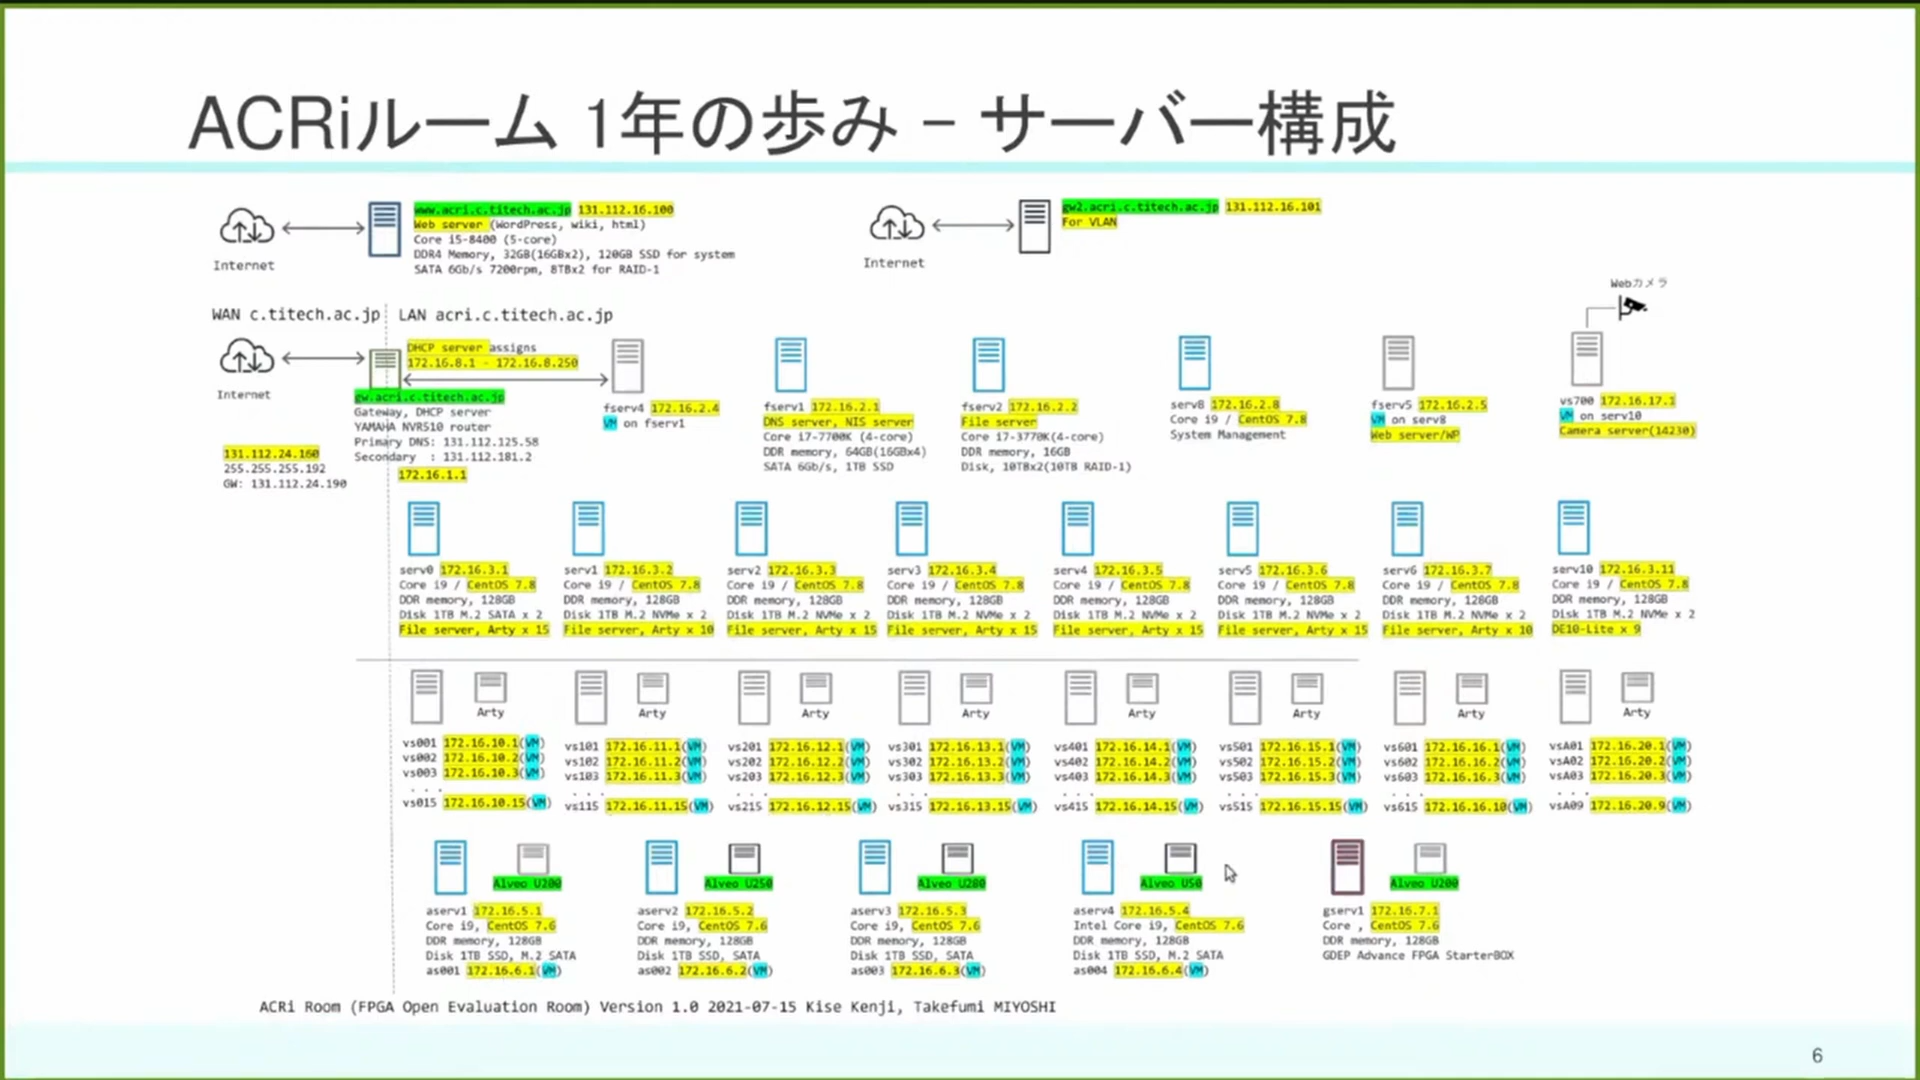 ACRiルーム 1年の歩み – サーバー構成
www.acri.c.titech.ac.jp 131.112.16.100
Web server (WordPress, wiki, html)
Core i5-8400 (5-core)
DDR4 Memory, 32GB(16GBx2), 120GB SSD for system
SATA 6Gb/s 7200rpm, 8TBx2 for RAID-1
Internet
gw2.acri.c.titech.ac.jp 131.112.16.101
For VLAN
Internet
Webカメラ
WAN c.titech.ac.jp
LAN acri.c.titech.ac.jp
Internet
DHCP server assigns
172.16.8.1 - 172.16.8.250
gw.acri.c.titech.ac.jp
Gateway, DHCP server
YAMAHA NVR510 router
Primary DNS: 131.112.125.58
Secondary : 131.112.181.2
172.16.1.1
131.112.24.160
255.255.255.192
GW: 131.112.24.190
fserv4 172.16.2.4
VM on fserv1
fserv1 172.16.2.1
DNS server, NIS server
Core i7-7700K (4-core)
DDR memory, 64GB(16GBx4)
SATA 6Gb/s, 1TB SSD
fserv2 172.16.2.2
File server
Core i7-3770K(4-core)
DDR memory, 16GB
Disk, 10TBx2(10TB RAID-1)
serv8 172.16.2.8
Core i9 / CentOS 7.8
System Management
fserv5 172.16.2.5
VM on serv8
Web server/WP
vs700 172.16.17.1
VM on serv10
Camera server(14230)
serv0 172.16.3.1
Core i9 / CentOS 7.8
DDR memory, 128GB
Disk 1TB M.2 SATA x 2
File server, Arty x 15
serv1 172.16.3.2
Core i9 / CentOS 7.8
DDR memory, 128GB
Disk 1TB M.2 NVMe x 2
File server, Arty x 10
serv2 172.16.3.3
Core i9 / CentOS 7.8
DDR memory, 128GB
Disk 1TB M.2 NVMe x 2
File server, Arty x 15
serv3 172.16.3.4
Core i9 / CentOS 7.8
DDR memory, 128GB
Disk 1TB M.2 NVMe x 2
File server, Arty x 15
serv4 172.16.3.5
Core i9 / CentOS 7.8
DDR memory, 128GB
Disk 1TB M.2 NVMe x 2
File server, Arty x 15
serv5 172.16.3.6
Core i9 / CentOS 7.8
DDR memory, 128GB
Disk 1TB M.2 NVMe x 2
File server, Arty x 15
serv6 172.16.3.7
Core i9 / CentOS 7.8
DDR memory, 128GB
Disk 1TB M.2 NVMe x 2
File server, Arty x 10
serv10 172.16.3.11
Core i9 / CentOS 7.8
DDR memory, 128GB
Disk 1TB M.2 NVMe x 2
DE10-Lite x 9
Arty
vs001 172.16.10.1(VM)
vs002 172.16.10.2(VM)
vs003 172.16.10.3(VM)
. . .
vs015 172.16.10.15(VM)
Arty
vs101 172.16.11.1(VM)
vs102 172.16.11.2(VM)
vs103 172.16.11.3(VM)
. . .
vs115 172.16.11.15(VM)
Arty
vs201 172.16.12.1(VM)
vs202 172.16.12.2(VM)
vs203 172.16.12.3(VM)
. . .
vs215 172.16.12.15(VM)
Arty
vs301 172.16.13.1(VM)
vs302 172.16.13.2(VM)
vs303 172.16.13.3(VM)
. . .
vs315 172.16.13.15(VM)
Arty
vs401 172.16.14.1(VM)
vs402 172.16.14.2(VM)
vs403 172.16.14.3(VM)
. . .
vs415 172.16.14.15(VM)
Arty
vs501 172.16.15.1(VM)
vs502 172.16.15.2(VM)
vs503 172.16.15.3(VM)
. . .
vs515 172.16.15.15(VM)
Arty
vs601 172.16.16.1(VM)
vs602 172.16.16.2(VM)
vs603 172.16.16.3(VM)
. . .
vs615 172.16.16.10(VM)
Arty
vsA01 172.16.20.1(VM)
vsA02 172.16.20.2(VM)
vsA03 172.16.20.3(VM)
. . .
vsA09 172.16.20.9(VM)
Alveo U200
aserv1 172.16.5.1
Core i9, CentOS 7.6
DDR memory, 128GB
Disk 1TB SSD, M.2 SATA
as001 172.16.6.1(VM)
Alveo U250
aserv2 172.16.5.2
Core i9, CentOS 7.6
DDR memory, 128GB
Disk 1TB SSD, SATA
as002 172.16.6.2(VM)
Alveo U280
aserv3 172.16.5.3
Core i9, CentOS 7.6
DDR memory, 128GB
Disk 1TB SSD, SATA
as003 172.16.6.3(VM)
Alveo U50
aserv4 172.16.5.4
Intel Core i9, CentOS 7.6
DDR memory, 128GB
Disk 1TB SSD, M.2 SATA
as004 172.16.6.4(VM)
Alveo U200
gserv1 172.16.7.1
Core , CentOS 7.6
DDR memory, 128GB
GDEP Advance FPGA StarterBOX
ACRi Room (FPGA Open Evaluation Room) Version 1.0 2021-07-15 Kise Kenji, Takefumi MIYOSHI
6